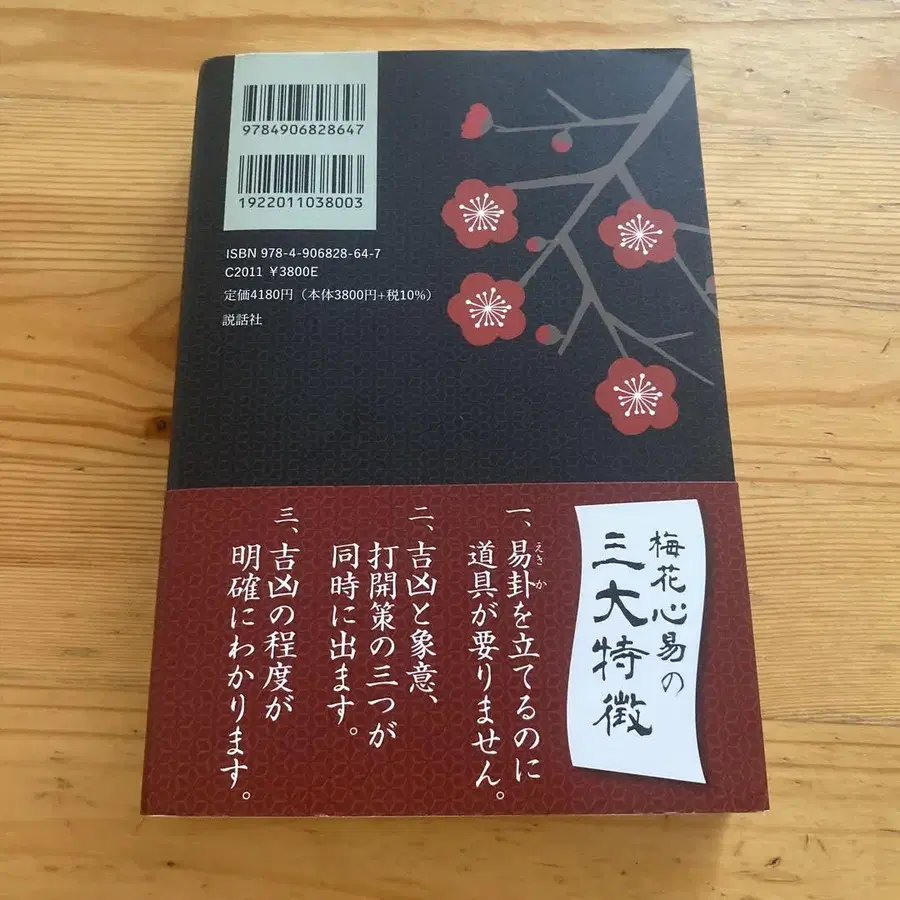 9784906828647
1922011038003
ISBN 978-4-906828-64-7
C2011 ¥3800E
定価4180円（本体3800円+税10%）
説話社
梅花心易の
三大特徴
一、易卦を立てるのに
えきか
道具が要りません。
二、吉凶と象意、
打開策の三つが
同時に出ます。
三、吉凶の程度が
明確にわかります。